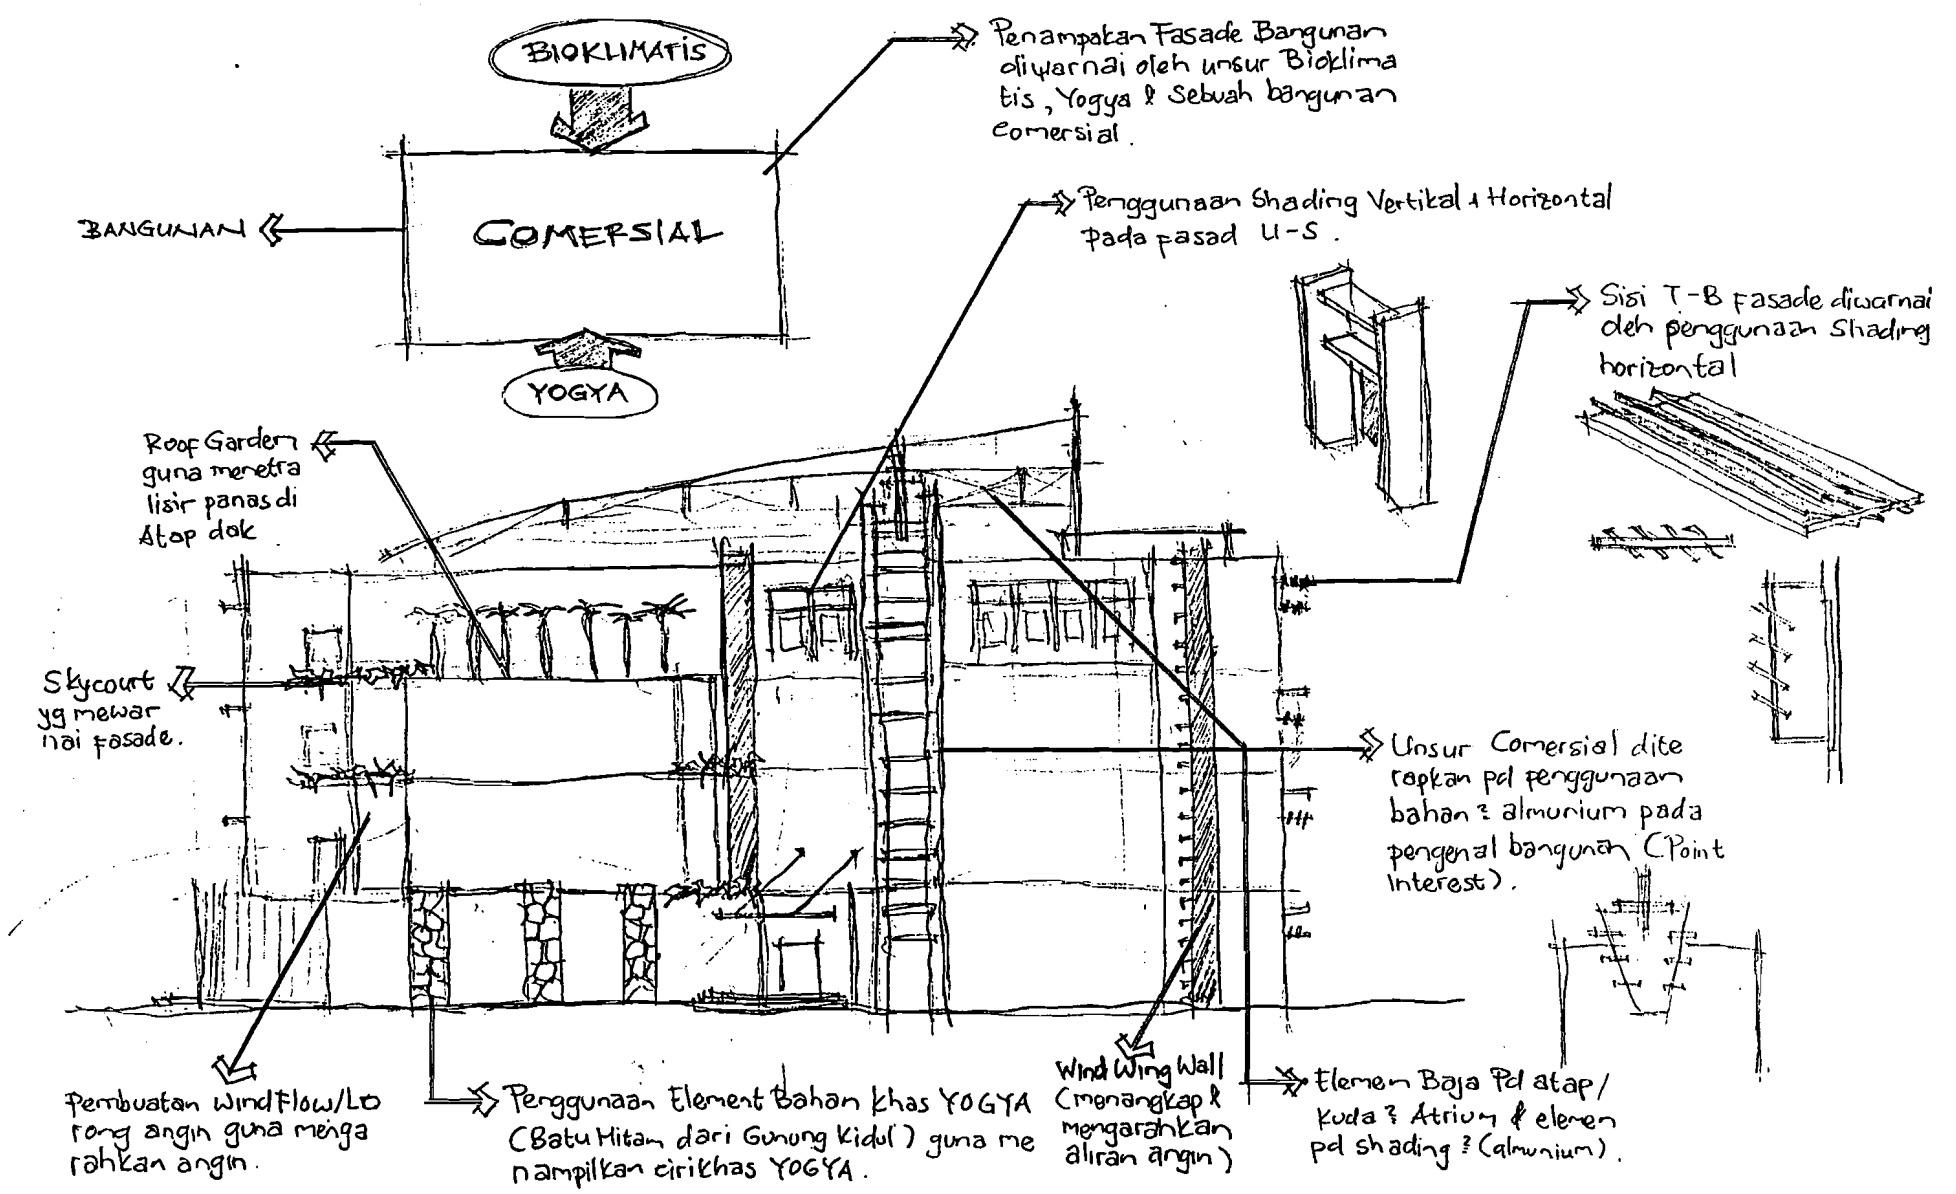 BIOKLIMATIS
Penampakan Fasade Bangunan
diwarnai oleh unsur Bioklima
tis, Yogya & Sebuah bangunan
comersial.
BANGUNAN
COMERSIAL
YOGYA
Penggunaan Shading Vertikal & Horizontal
pada fasad U-S.
Sisi T-B fasade diwarnai
oleh penggunaan Shading
horizontal
Roof Garden
guna menetra
lisir panas di
Atap dak
Skycourt
yg mewar
nai fasade.
Unsur Comersial dite
rapkan pd penggunaan
bahan² almunium pada
pengenal bangunan (Point
Interest).
Pembuatan Wind Flow/Lo
rong angin guna menga
rahkan angin.
Penggunaan Element Bahan khas YOGYA
(Batu Hitam dari Gunung Kidul) guna me
nampilkan cirikhas YOGYA.
Wind Wing Wall
(menangkap &
mengarahkan
aliran angin)
Elemen Baja Pd atap/
kuda² Atrium & elemen
pd shading² (almunium).